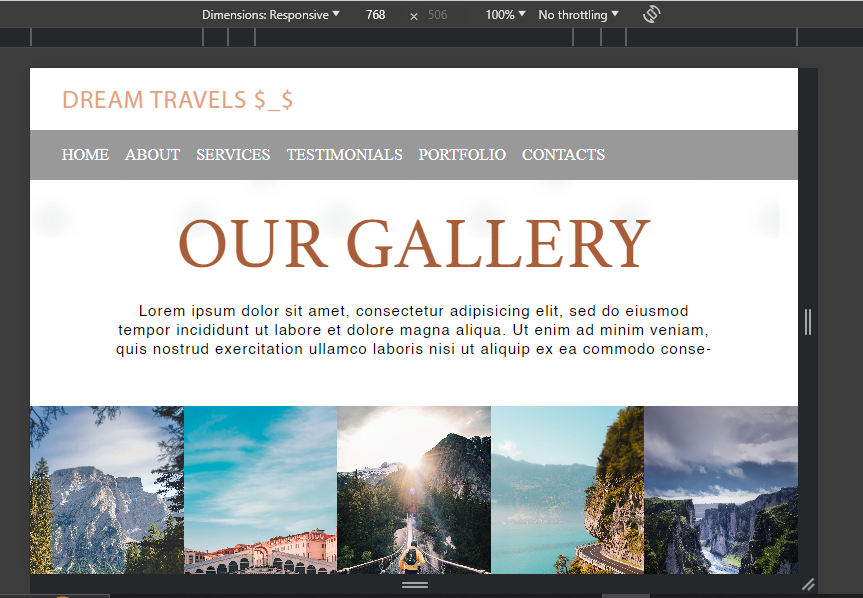 Dimensions: Responsive 768 × 506 100% No throttling
DREAM TRAVELS $_$
HOME ABOUT SERVICES TESTIMONIALS PORTFOLIO CONTACTS
OUR GALLERY
Lorem ipsum dolor sit amet, consectetur adipisicing elit, sed do eiusmod
tempor incididunt ut labore et dolore magna aliqua. Ut enim ad minim veniam,
quis nostrud exercitation ullamco laboris nisi ut aliquip ex ea commodo conse-